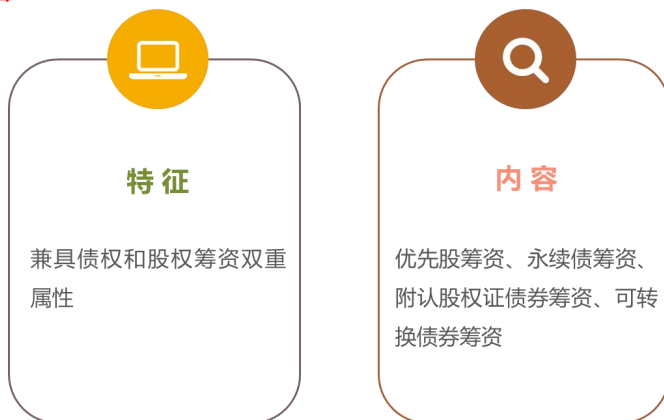 特征
兼具债权和股权筹资双重
属性
内容
优先股筹资、永续债筹资、
附认股权证债券筹资、可转
换债券筹资